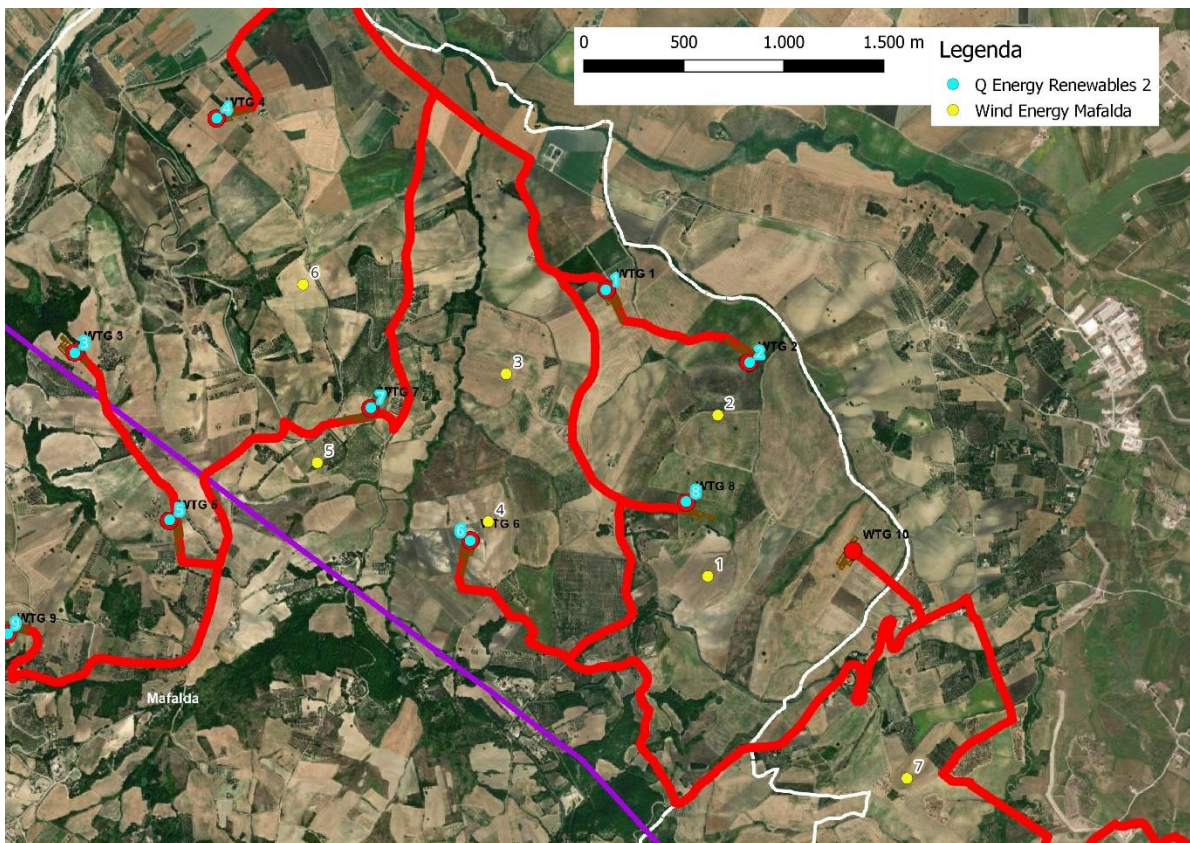 0 500 1.000 1.500 m
Legenda
Q Energy Renewables 2
Wind Energy Mafalda
4 WTG 4
6
1 WTG 1
3 WTG 3
2 WTG 2
3
7 WTG 7
2
5
8 WTG 8
5 WTG 5
4
6 WTG 6
WTG 10
1
9 WTG 9
Mafalda
7